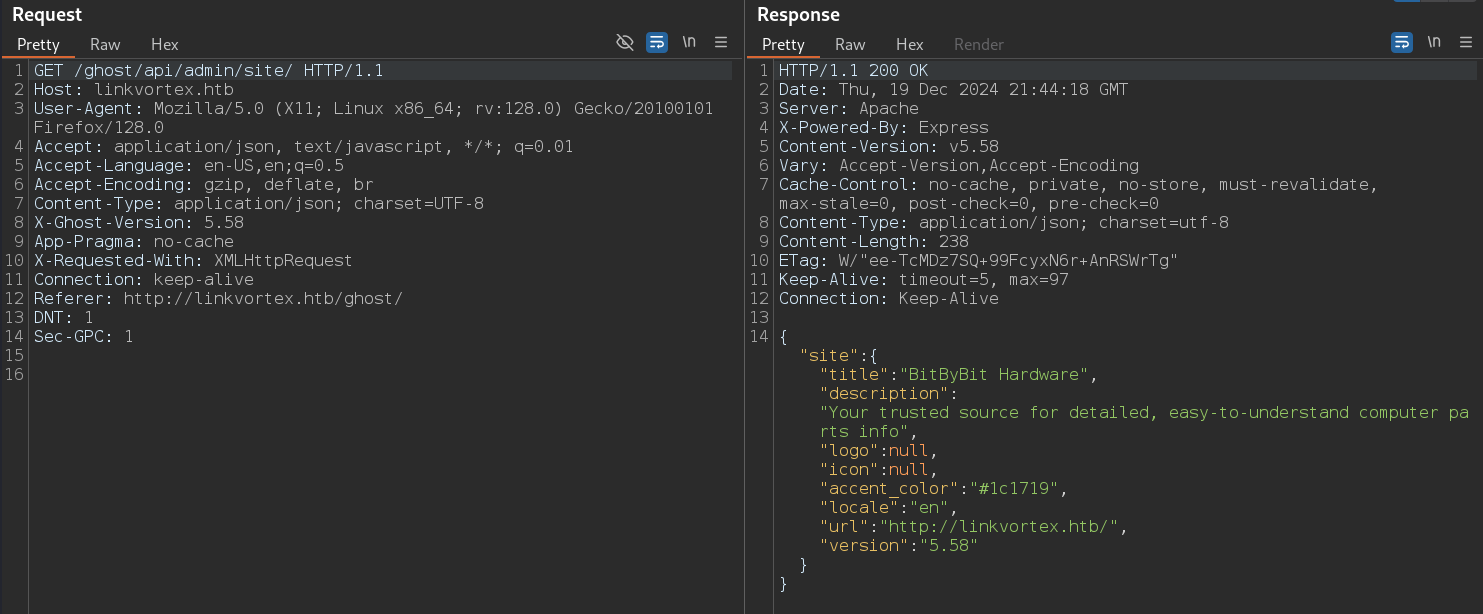 Request
Pretty Raw Hex
\n
1 GET /ghost/api/admin/site/ HTTP/1.1
2 Host: linkvortex.htb
3 User-Agent: Mozilla/5.0 (X11; Linux x86_64; rv:128.0) Gecko/20100101
Firefox/128.0
4 Accept: application/json, text/javascript, */*; q=0.01
5 Accept-Language: en-US,en;q=0.5
6 Accept-Encoding: gzip, deflate, br
7 Content-Type: application/json; charset=UTF-8
8 X-Ghost-Version: 5.58
9 App-Pragma: no-cache
10 X-Requested-With: XMLHttpRequest
11 Connection: keep-alive
12 Referer: http://linkvortex.htb/ghost/
13 DNT: 1
14 Sec-GPC: 1
15
16
Response
Pretty Raw Hex Render
\n
1 HTTP/1.1 200 OK
2 Date: Thu, 19 Dec 2024 21:44:18 GMT
3 Server: Apache
4 X-Powered-By: Express
5 Content-Version: v5.58
6 Vary: Accept-Version,Accept-Encoding
7 Cache-Control: no-cache, private, no-store, must-revalidate,
max-stale=0, post-check=0, pre-check=0
8 Content-Type: application/json; charset=utf-8
9 Content-Length: 238
10 ETag: W/"ee-TcMDz7SQ+99FcyxN6r+AnRSWrTg"
11 Keep-Alive: timeout=5, max=97
12 Connection: Keep-Alive
13
14 {
"site":{
"title":"BitByBit Hardware",
"description":
"Your trusted source for detailed, easy-to-understand computer pa
rts info",
"logo":null,
"icon":null,
"accent_color":"#1c1719",
"locale":"en",
"url":"http://linkvortex.htb/",
"version":"5.58"
}
}